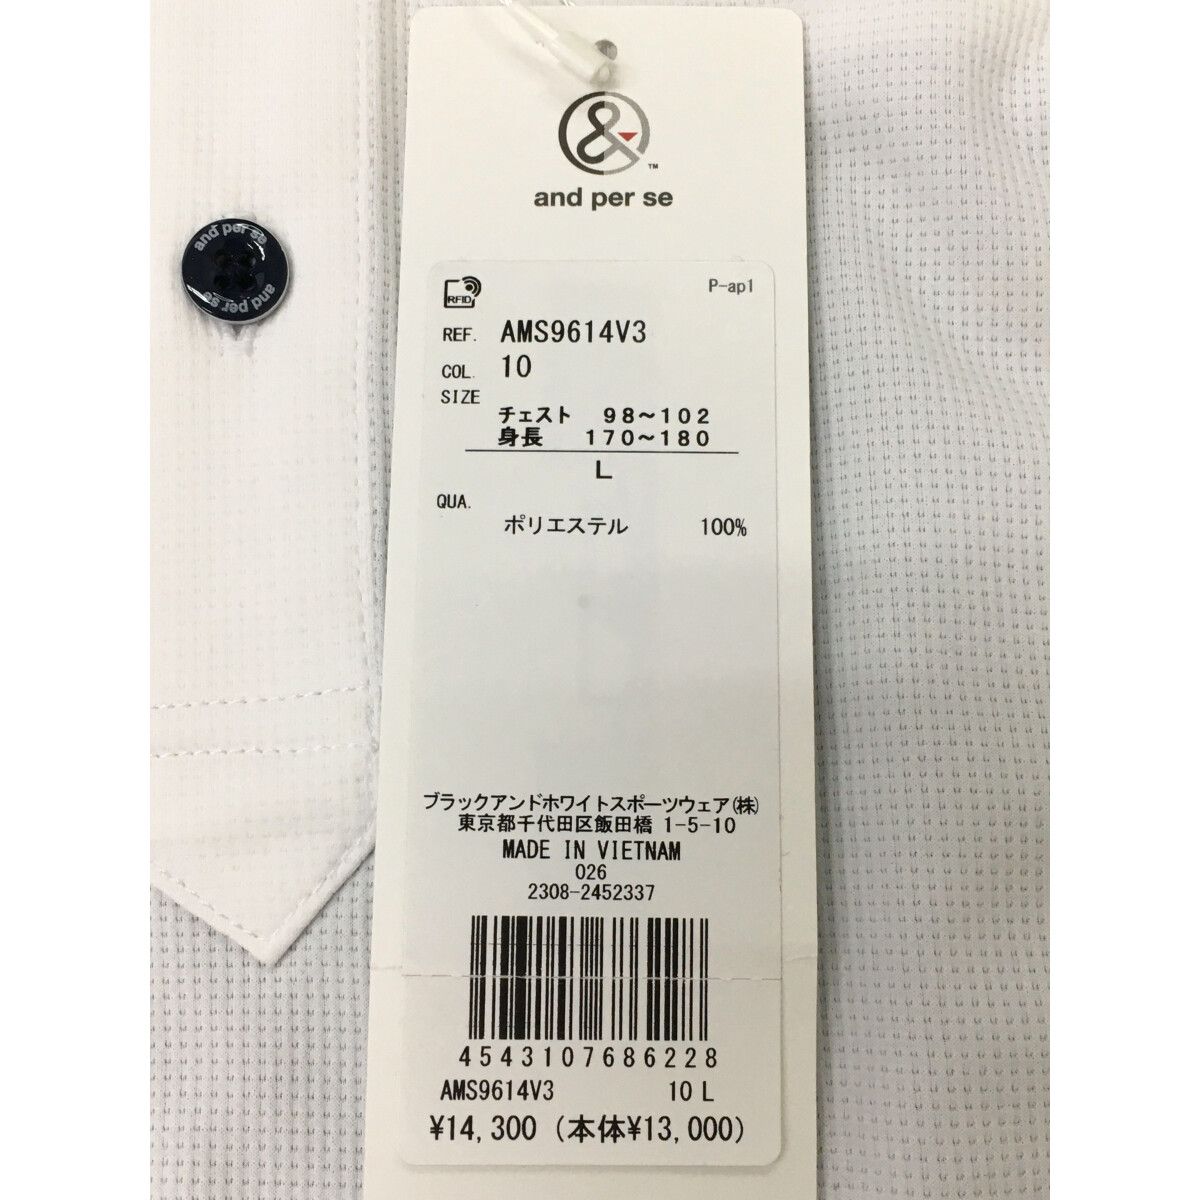 and per se
and per se
™
and per se
RFID
P-ap1
REF. AMS9614V3
COL. 10
SIZE
チェスト 98～102
身長 170～180
L
QUA.
ポリエステル 100%
ブラックアンドホワイトスポーツウェア(株)
東京都千代田区飯田橋 1-5-10
MADE IN VIETNAM
026
2308-2452337
4543107686228
AMS9614V3 10 L
¥14,300 (本体¥13,000)